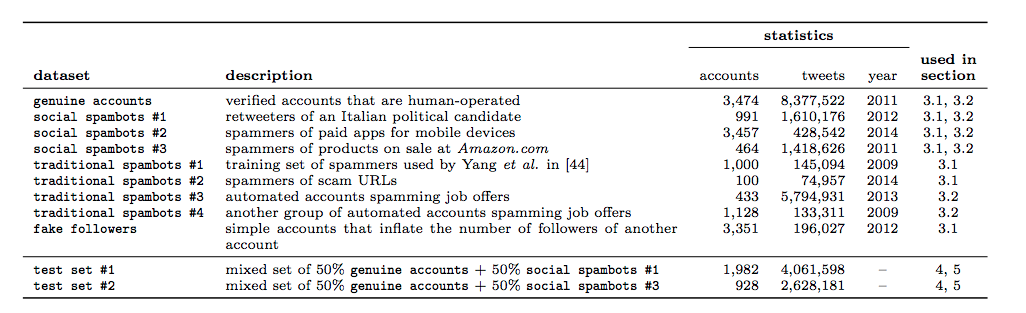 statistics
used in
dataset description accounts tweets year section
genuine accounts verified accounts that are human-operated 3,474 8,377,522 2011 3.1, 3.2
social spambots #1 retweeters of an Italian political candidate 991 1,610,176 2012 3.1, 3.2
social spambots #2 spammers of paid apps for mobile devices 3,457 428,542 2014 3.1, 3.2
social spambots #3 spammers of products on sale at Amazon.com 464 1,418,626 2011 3.1, 3.2
traditional spambots #1 training set of spammers used by Yang et al. in [44] 1,000 145,094 2009 3.1
traditional spambots #2 spammers of scam URLs 100 74,957 2014 3.1
traditional spambots #3 automated accounts spamming job offers 433 5,794,931 2013 3.2
traditional spambots #4 another group of automated accounts spamming job offers 1,128 133,311 2009 3.2
fake followers simple accounts that inflate the number of followers of another 3,351 196,027 2012 3.1
account
test set #1 mixed set of 50% genuine accounts + 50% social spambots #1 1,982 4,061,598 – 4, 5
test set #2 mixed set of 50% genuine accounts + 50% social spambots #3 928 2,628,181 – 4, 5